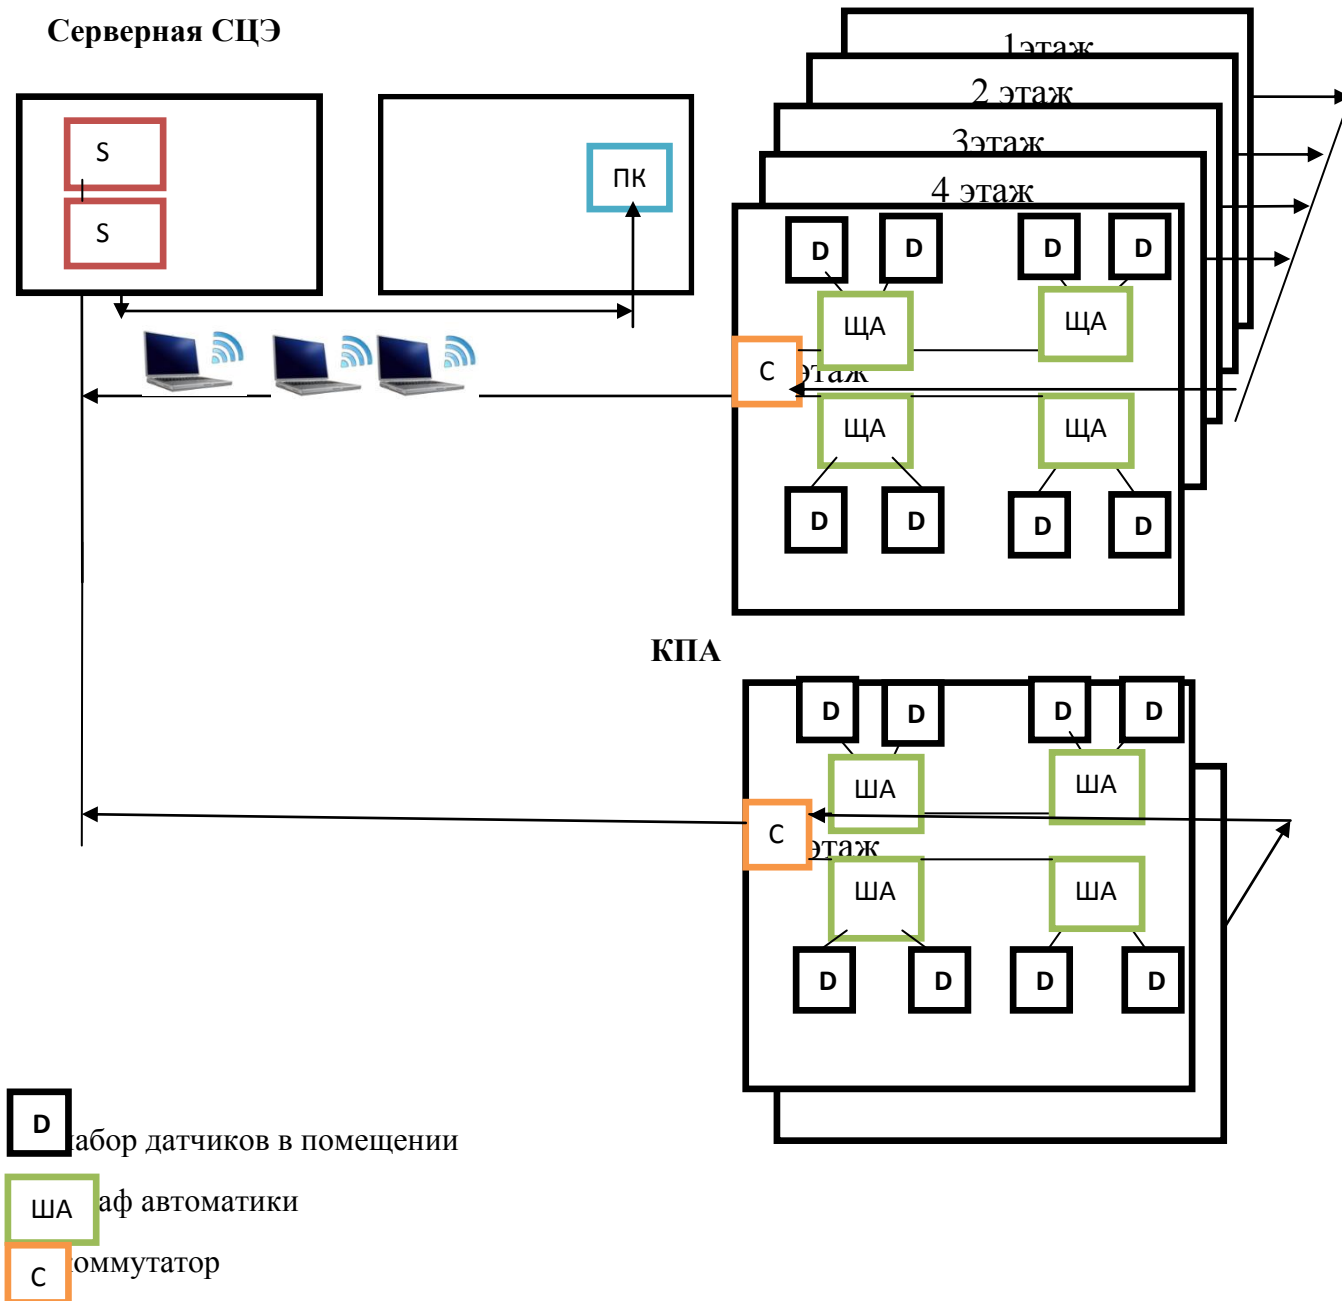 Серверная СЦЭ
1этаж
2 этаж
3этаж
4 этаж
S
S
ПК
D D D D
ЩА ЩА
С
этаж
ЩА ЩА
D D D D
КПА
D D D D
ША ША
С
этаж
ША ША
D D D D
D абор датчиков в помещении
ША аф автоматики
С оммутатор